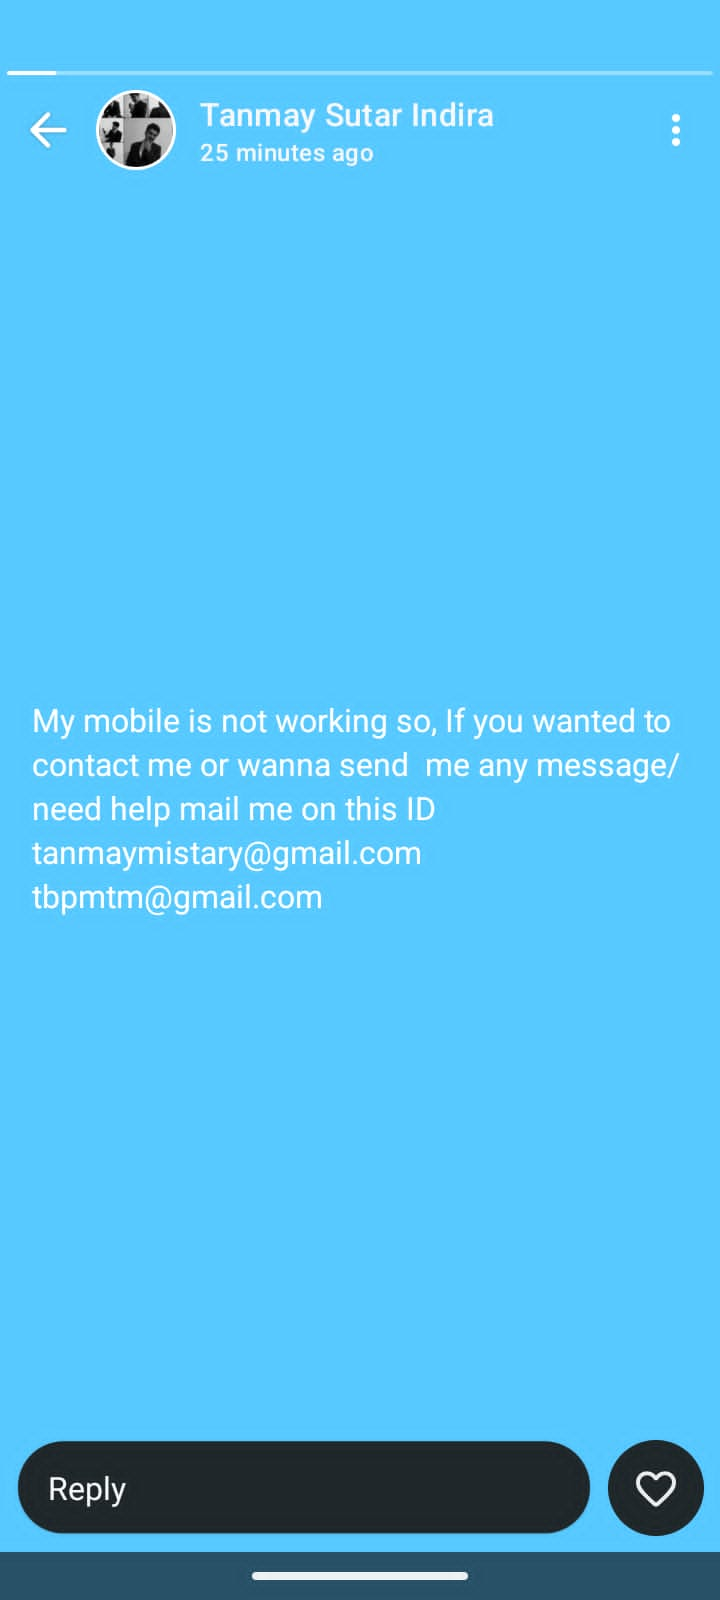 Tanmay Sutar Indira
25 minutes ago
My mobile is not working so, If you wanted to
contact me or wanna send  me any message/
need help mail me on this ID
tanmaymistary@gmail.com
tbpmtm@gmail.com
Reply